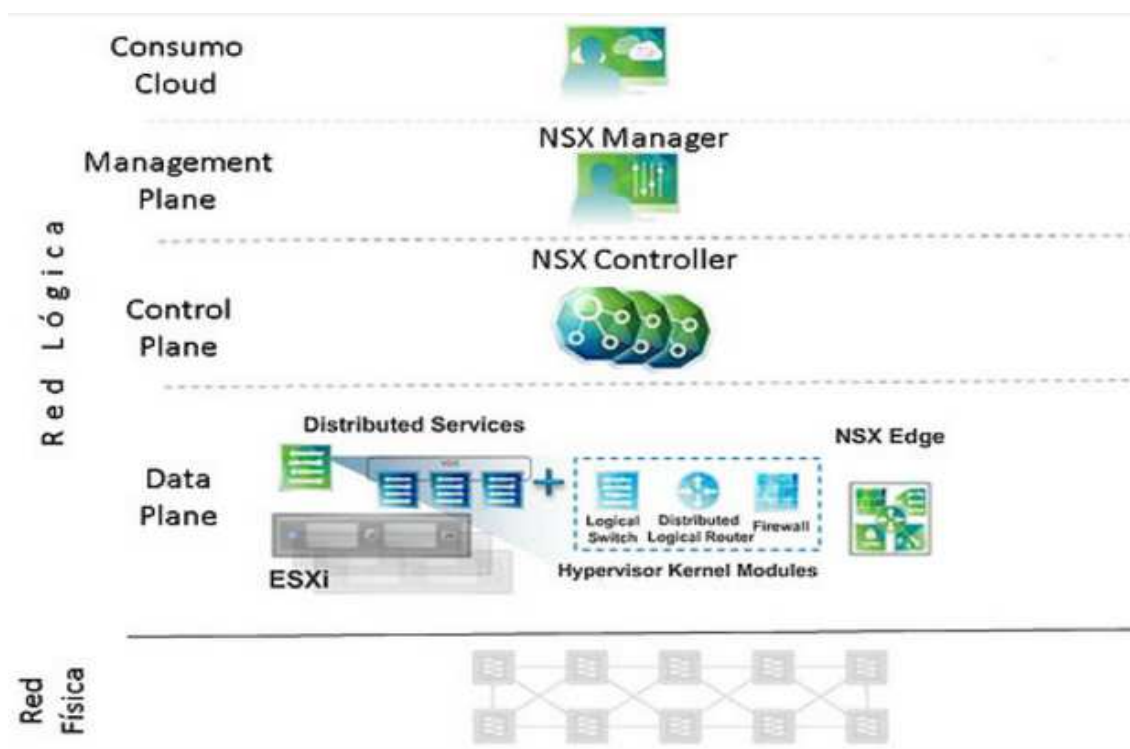 Consumo
Cloud
NSX Manager
Management
Plane
NSX Controller
Control
Plane
Red Lógica
Distributed Services
NSX Edge
Data
Plane
Logical
Switch
Distributed
Logical Router
Firewall
ESXi
Hypervisor Kernel Modules
Red
Física